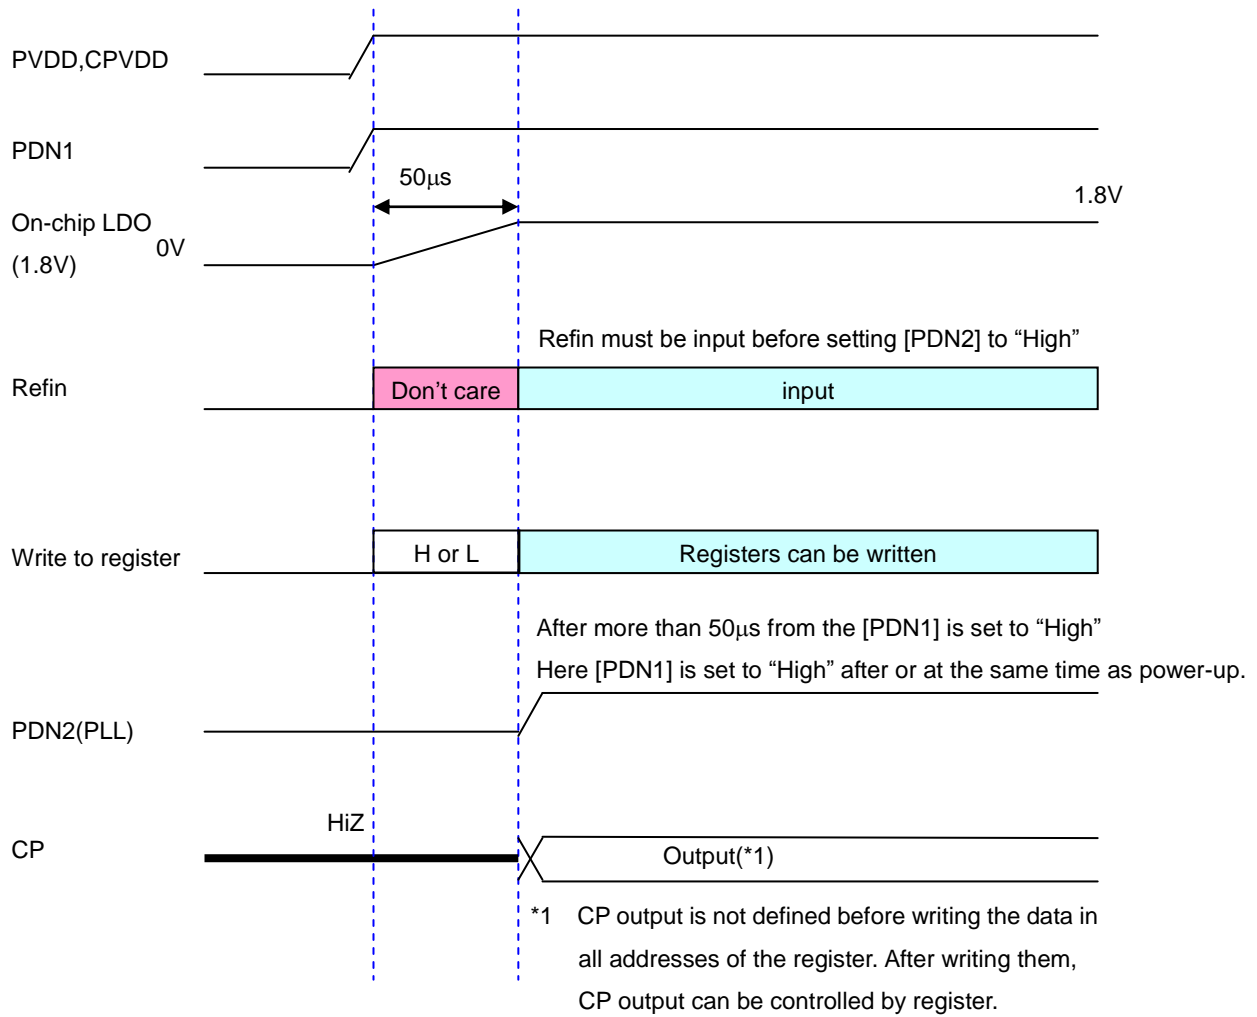 PVDD,CPVDD
PDN1
50μs
1.8V
On-chip LDO
0V
(1.8V)
Refin must be input before setting [PDN2] to “High”
Refin
Don’t care
input
Write to register
H or L
Registers can be written
After more than 50μs from the [PDN1] is set to “High”
Here [PDN1] is set to “High” after or at the same time as power-up.
PDN2(PLL)
HiZ
CP
Output(*1)
*1 CP output is not defined before writing the data in
all addresses of the register. After writing them,
CP output can be controlled by register.